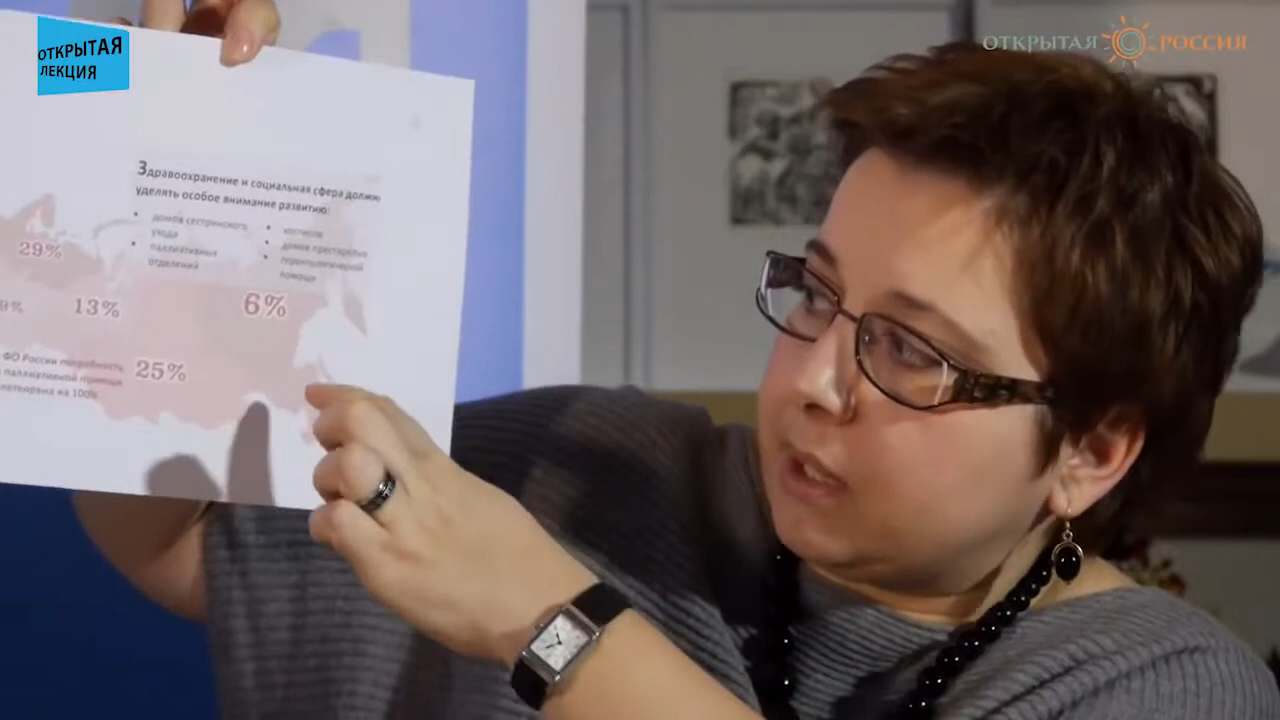 ОТКРЫТАЯ
ЛЕКЦИЯ
ОТКРЫТАЯ РОССИЯ
Здравоохранение и социальная сфера должн
уделять особое внимание развитию:
• домов сестринского
ухода
• паллиативных
отделений
• хосписов
• домов престарелых
помощи
29%
9%
13%
6%
ФО России потребность
паллиативной помощи
25%
на 100%